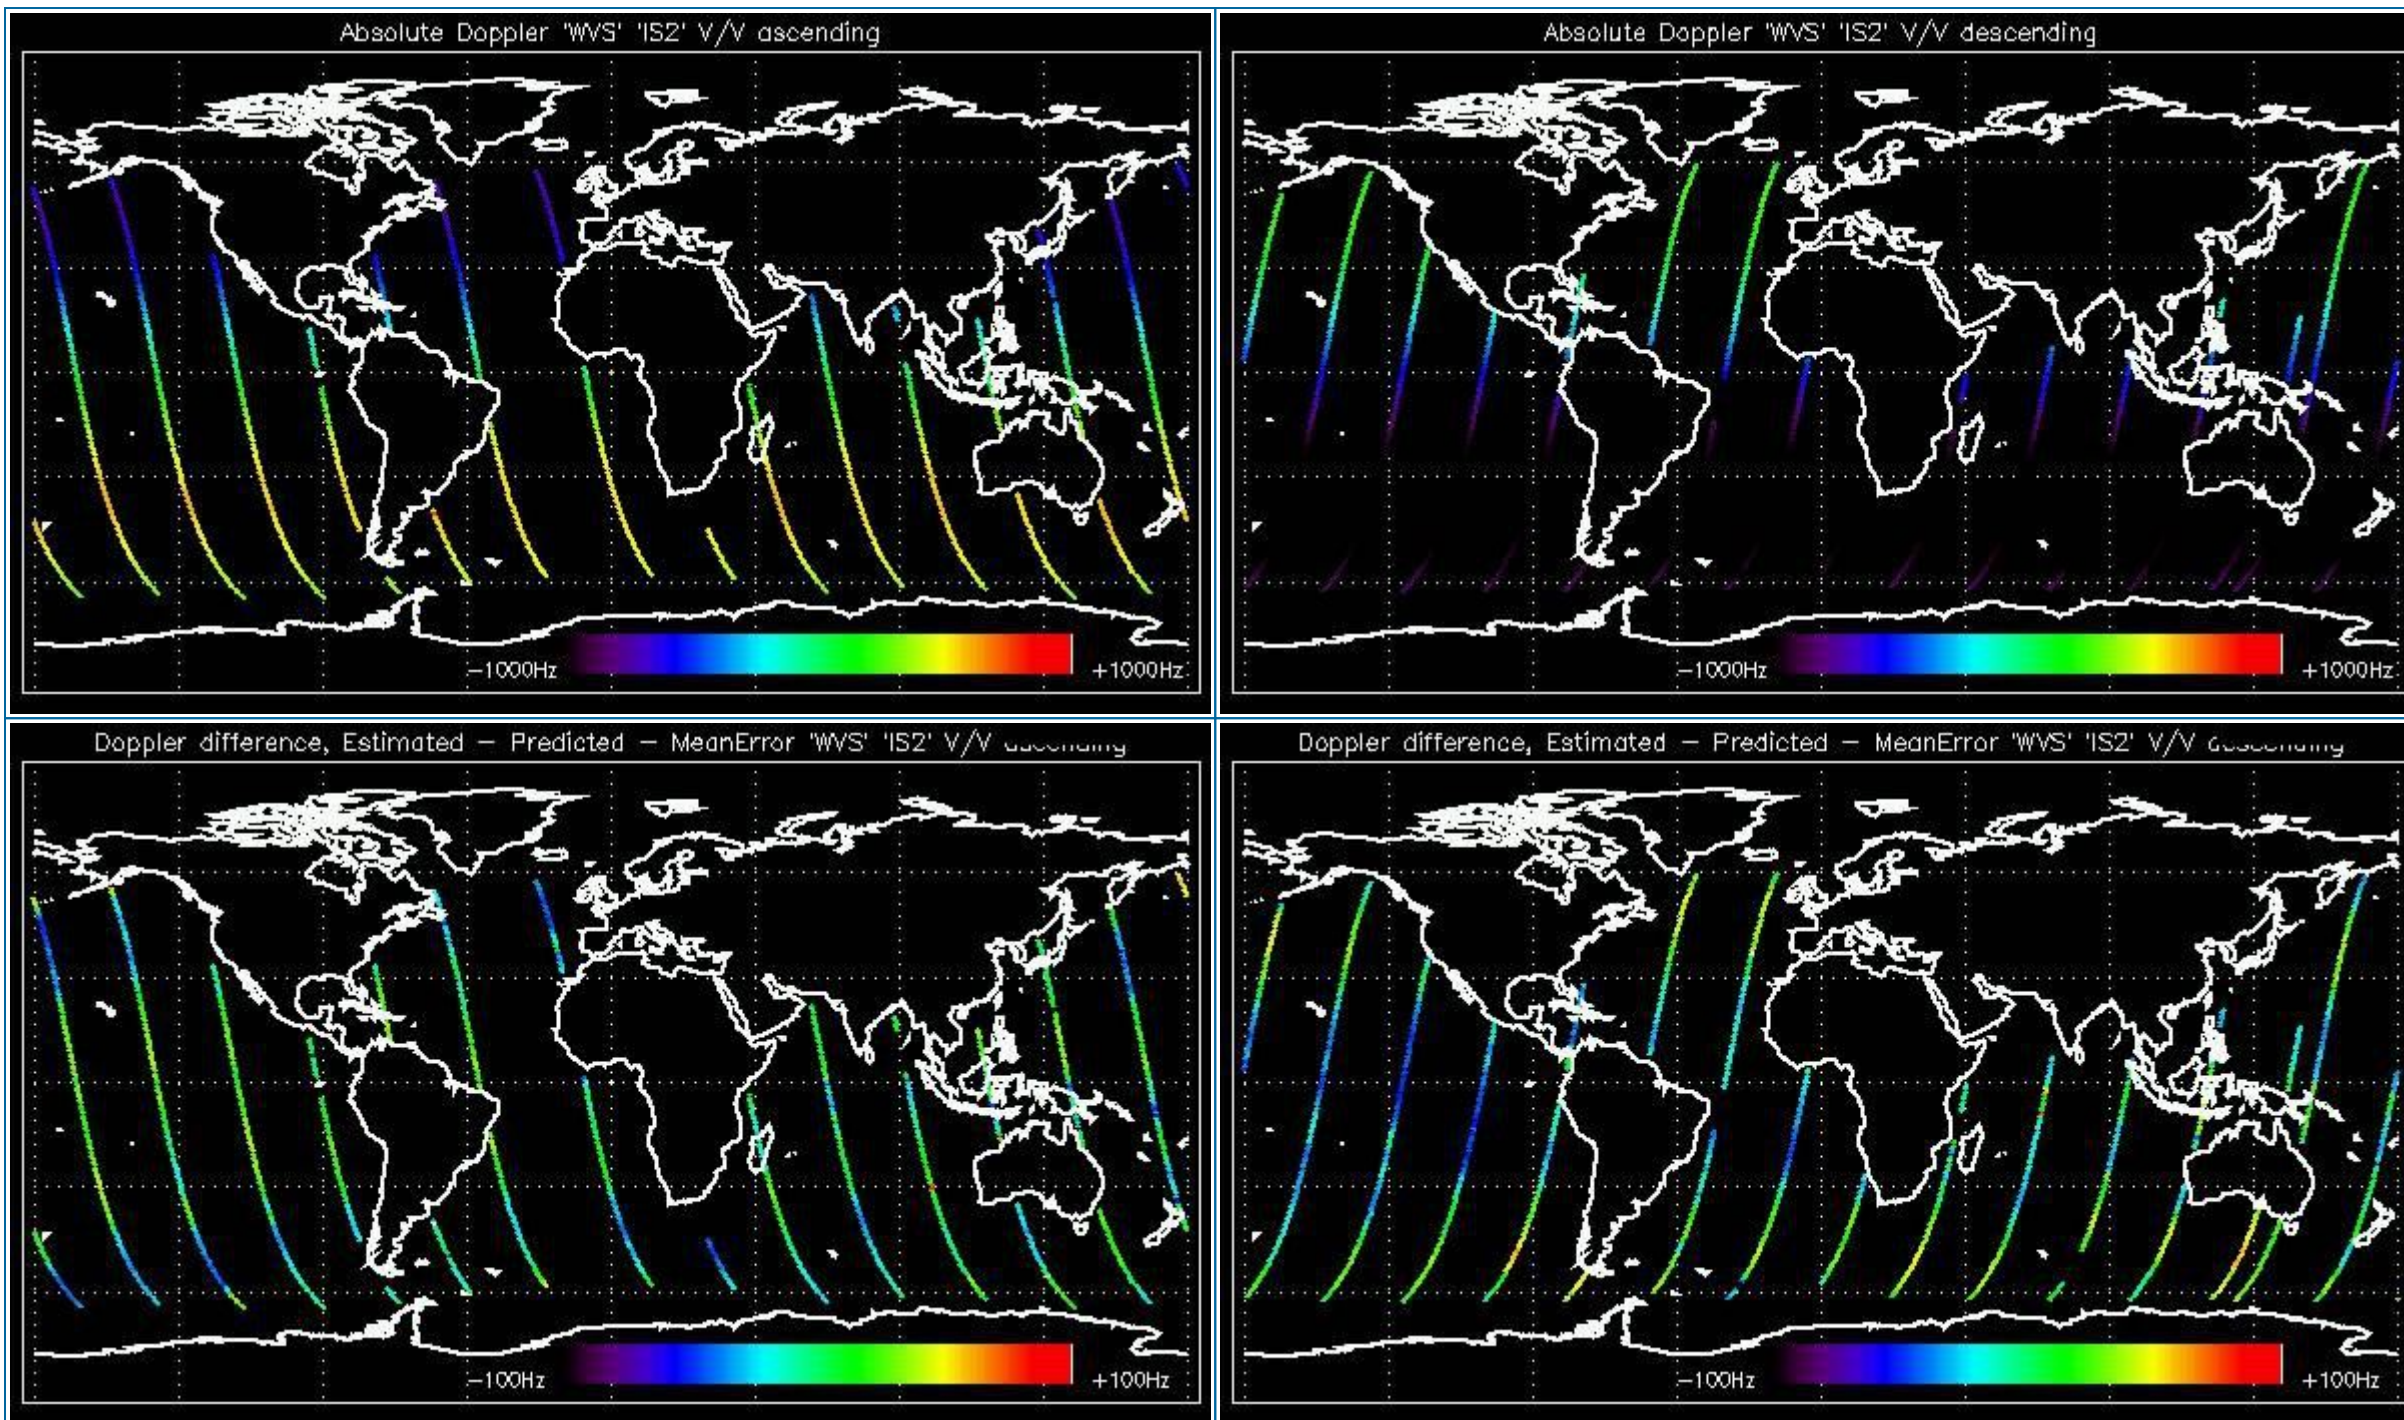 Absolute Doppler 'WVS' 'IS2' V/V ascending
-1000Hz
+1000Hz
Absolute Doppler 'WVS' 'IS2' V/V descending
-1000Hz
+1000Hz
Doppler difference, Estimated - Predicted - MeanError 'WVS' 'IS2' V/V
-100Hz
+100Hz
Doppler difference, Estimated - Predicted - MeanError 'WVS' 'IS2' V/V
-100Hz
+100Hz